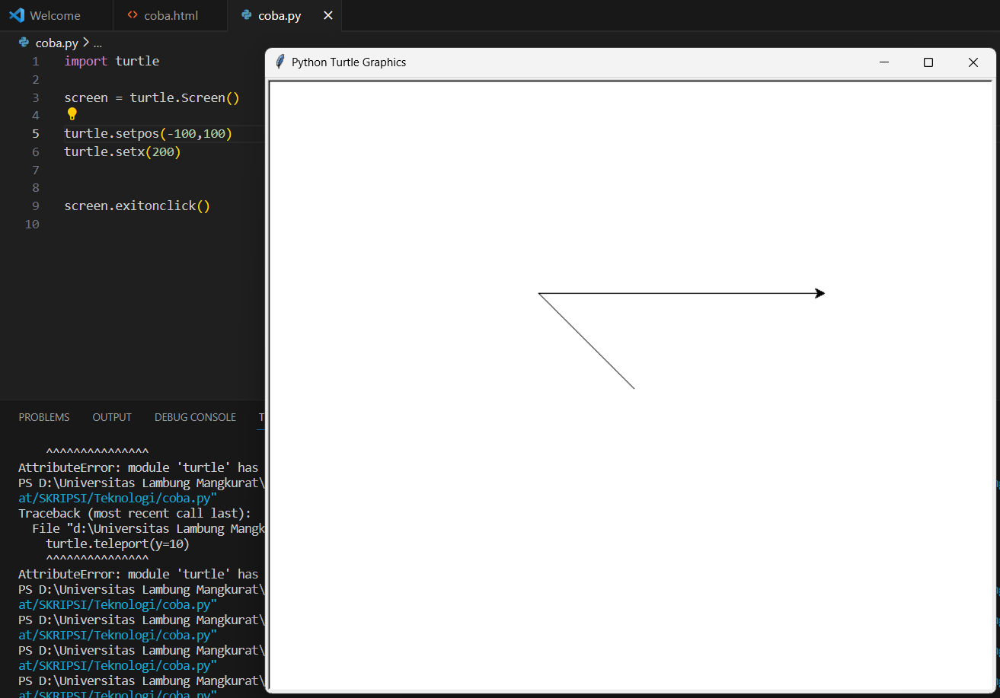 Welcome
coba.html
coba.py
coba.py > ...
1 import turtle
2
3 screen = turtle.Screen()
4
5 turtle.setpos(-100,100)
6 turtle.setx(200)
7
8
9 screen.exitonclick()
10
Python Turtle Graphics
PROBLEMS OUTPUT DEBUG CONSOLE T
^^^^^^^^^^^^^^^
AttributeError: module 'turtle' has
PS D:\Universitas Lambung Mangkurat\
at/SKRIPSI/Teknologi/coba.py"
Traceback (most recent call last):
File "d:\Universitas Lambung Mangk
turtle.teleport(y=10)
^^^^^^^^^^^^^^^
AttributeError: module 'turtle' has
PS D:\Universitas Lambung Mangkurat\
at/SKRIPSI/Teknologi/coba.py"
PS D:\Universitas Lambung Mangkurat\
at/SKRIPSI/Teknologi/coba.py"
PS D:\Universitas Lambung Mangkurat\
at/SKRIPSI/Teknologi/coba.py"
PS D:\Universitas Lambung Mangkurat\
at/SKRIPSI/Teknologi/coba.py"